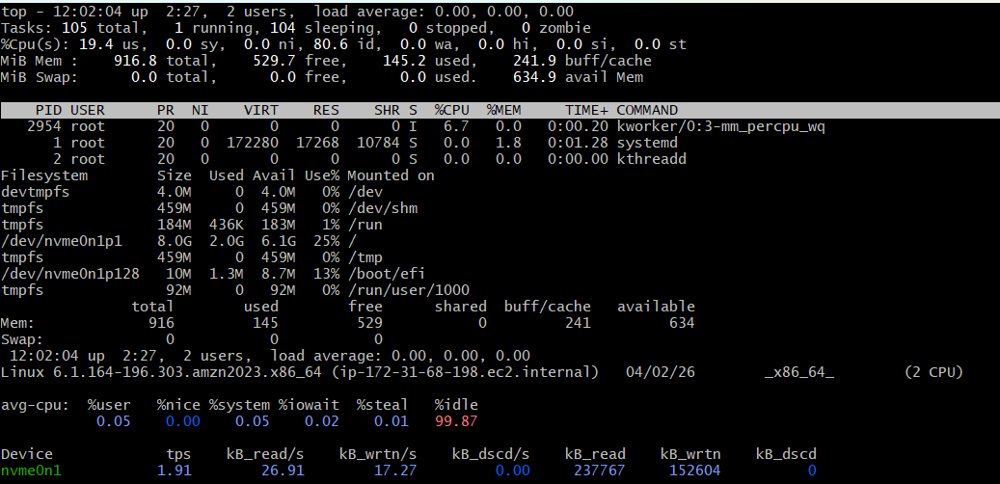 top - 12:02:04 up  2:27,  2 users,  load average: 0.00, 0.00, 0.00
Tasks: 105 total,   1 running, 104 sleeping,   0 stopped,   0 zombie
%Cpu(s): 19.4 us,  0.0 sy,  0.0 ni, 80.6 id,  0.0 wa,  0.0 hi,  0.0 si,  0.0 st
MiB Mem :    916.8 total,    529.7 free,    145.2 used,    241.9 buff/cache
MiB Swap:      0.0 total,      0.0 free,      0.0 used.    634.9 avail Mem
    PID USER      PR  NI    VIRT    RES    SHR S  %CPU  %MEM     TIME+ COMMAND
   2954 root      20   0       0      0      0 I   6.7   0.0   0:00.20 kworker/0:3-mm_percpu_wq
      1 root      20   0  172280  17268  10784 S   0.0   1.8   0:01.28 systemd
      2 root      20   0       0      0      0 S   0.0   0.0   0:00.00 kthreadd
Filesystem        Size  Used Avail Use% Mounted on
devtmpfs          4.0M     0  4.0M   0% /dev
tmpfs             459M     0  459M   0% /dev/shm
tmpfs             184M  436K  183M   1% /run
/dev/nvme0n1p1    8.0G  2.0G  6.1G  25% /
tmpfs             459M     0  459M   0% /tmp
/dev/nvme0n1p128   10M  1.3M  8.7M  13% /boot/efi
tmpfs              92M     0   92M   0% /run/user/1000
               total        used        free      shared  buff/cache   available
Mem:             916         145         529           0         241         634
Swap:              0           0           0
 12:02:04 up  2:27,  2 users,  load average: 0.00, 0.00, 0.00
Linux 6.1.164-196.303.amzn2023.x86_64 (ip-172-31-68-198.ec2.internal)   04/02/26        _x86_64_        (2 CPU)
avg-cpu:  %user   %nice %system %iowait  %steal   %idle
           0.05    0.00    0.05    0.02    0.01   99.87
Device             tps    kB_read/s    kB_wrtn/s    kB_dscd/s    kB_read    kB_wrtn    kB_dscd
nvme0n1           1.91        26.91        17.27         0.00     237767     152604          0